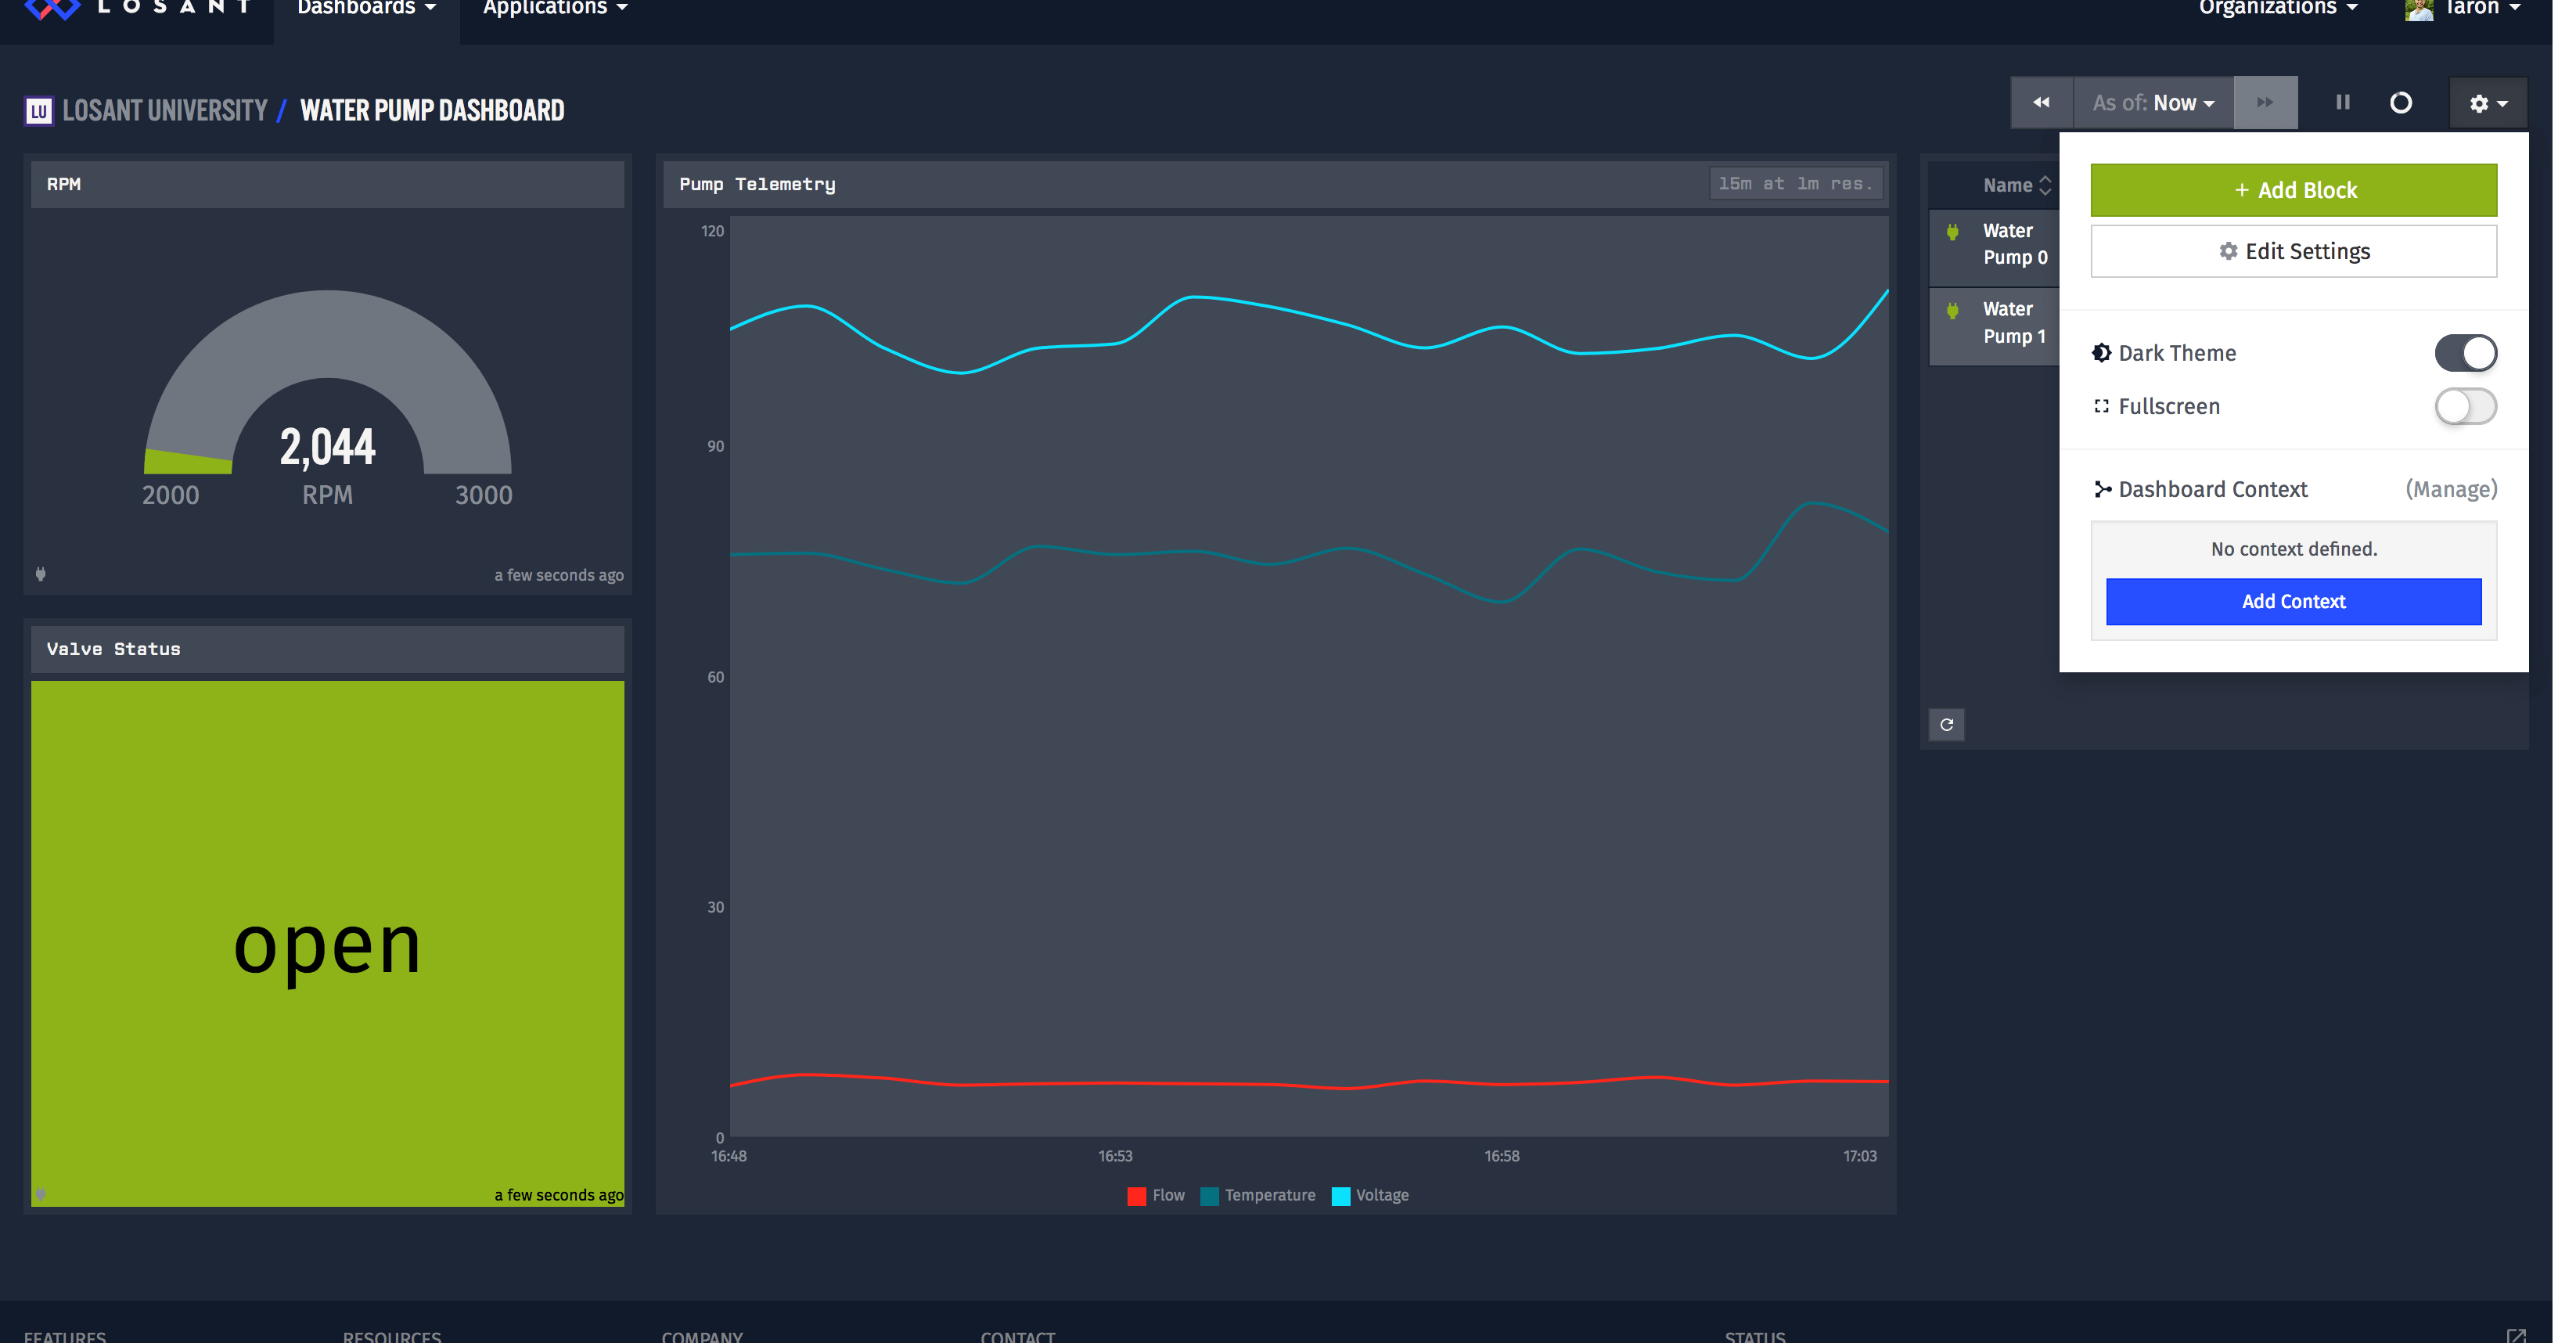 LOSANT
Dashboards
Applications
Organizations
Taron
LU LOSANT UNIVERSITY / WATER PUMP DASHBOARD
As of: Now
RPM
2,044
2000
RPM
3000
a few seconds ago
Valve Status
open
a few seconds ago
Pump Telemetry
15m at 1m res.
120
90
60
30
0
16:48
16:53
16:58
17:03
Flow
Temperature
Voltage
Name
Water
Pump 0
Water
Pump 1
+ Add Block
Edit Settings
Dark Theme
Fullscreen
Dashboard Context
(Manage)
No context defined.
Add Context
FEATURES
RESOURCES
COMPANY
CONTACT
STATUS